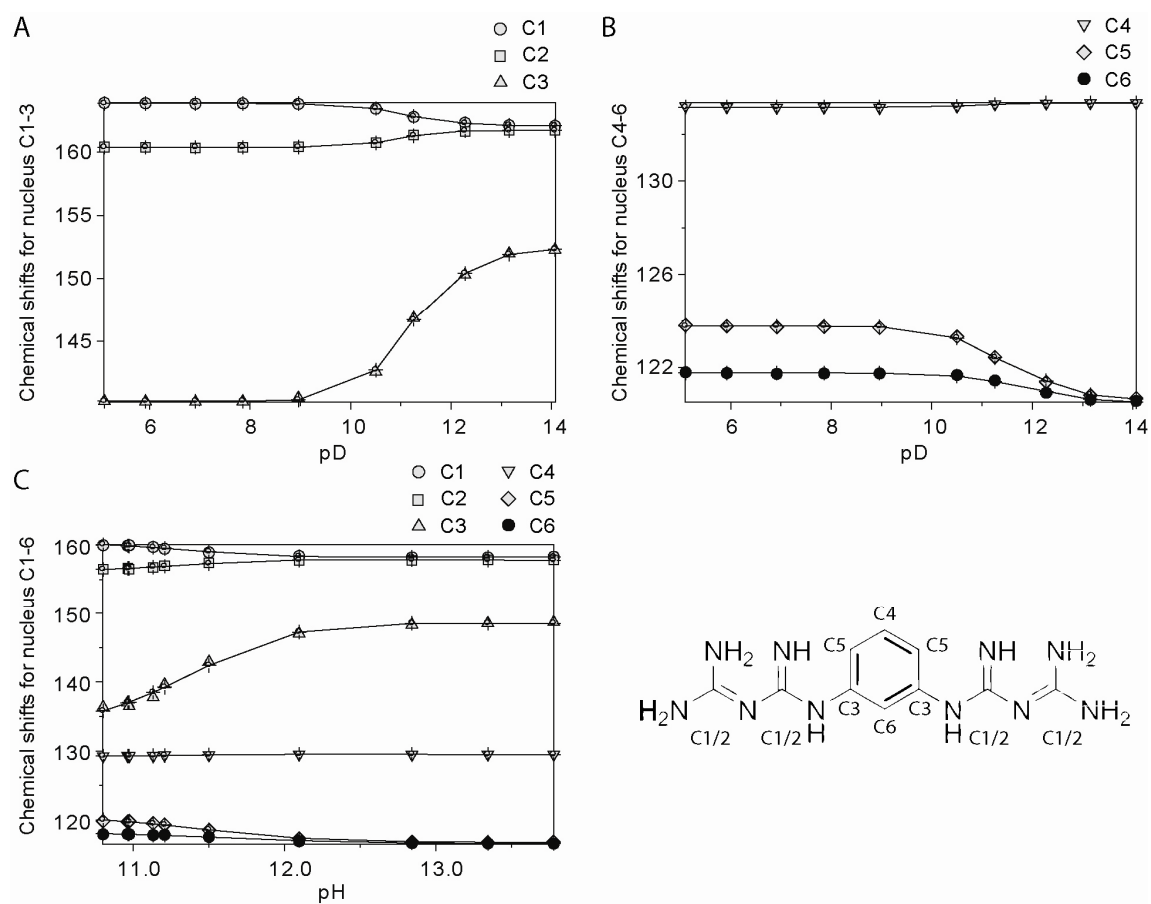 A
C1
C2
C3
Chemical shifts for nucleus C1-3
160
155
150
145
6
8
10
12
14
pD
B
C4
C5
C6
Chemical shifts for nucleus C4-6
130
126
122
6
8
10
12
14
pD
C
C1
C4
C2
C5
C3
C6
Chemical shifts for nucleus C1-6
160
150
140
130
120
11.0
12.0
13.0
pH
C4
NH2
NH
C5
C5
NH
NH2
H2N
N
N
H
C3
C6
C3
N
H
N
NH2
C1/2
C1/2
C1/2
C1/2